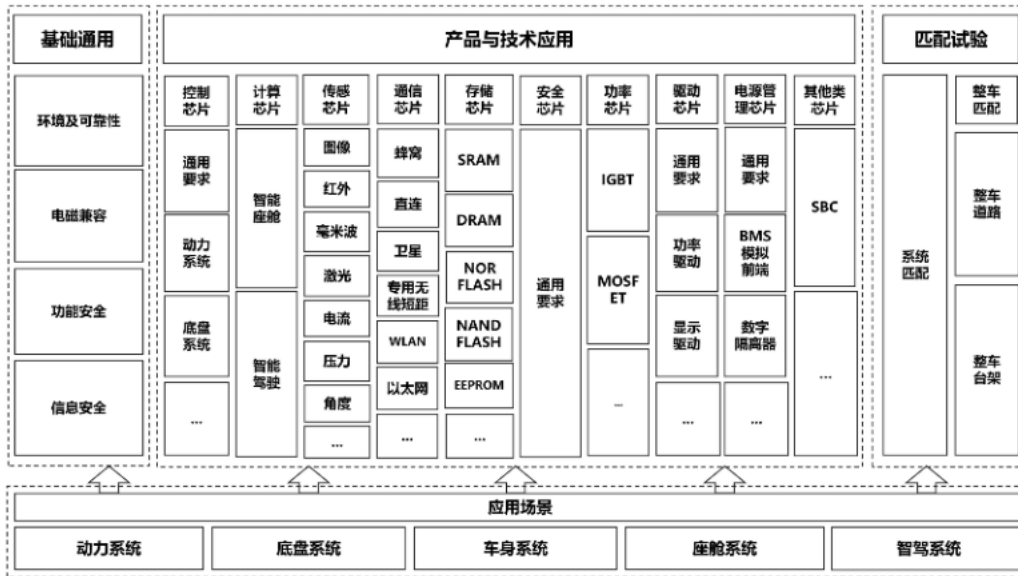 基础通用
环境及可靠性
电磁兼容
功能安全
信息安全
产品与技术应用
控制
芯片
通用
要求
动力
系统
底盘
系统
...
计算
芯片
智能
座舱
智能
驾驶
传感
芯片
图像
红外
毫米波
激光
电流
压力
角度
...
通信
芯片
蜂窝
直连
卫星
专用无
线短距
WLAN
以太网
...
存储
芯片
SRAM
DRAM
NOR
FLASH
NAND
FLASH
EEPROM
...
安全
芯片
通用
要求
功率
芯片
IGBT
MOSF
ET
...
驱动
芯片
通用
要求
功率
驱动
显示
驱动
...
电源管
理芯片
通用
要求
BMS
模拟
前端
数字
隔离器
...
其他类
芯片
SBC
...
匹配试验
系统
匹配
整车
匹配
整车
道路
整车
台架
应用场景
动力系统
底盘系统
车身系统
座舱系统
智驾系统